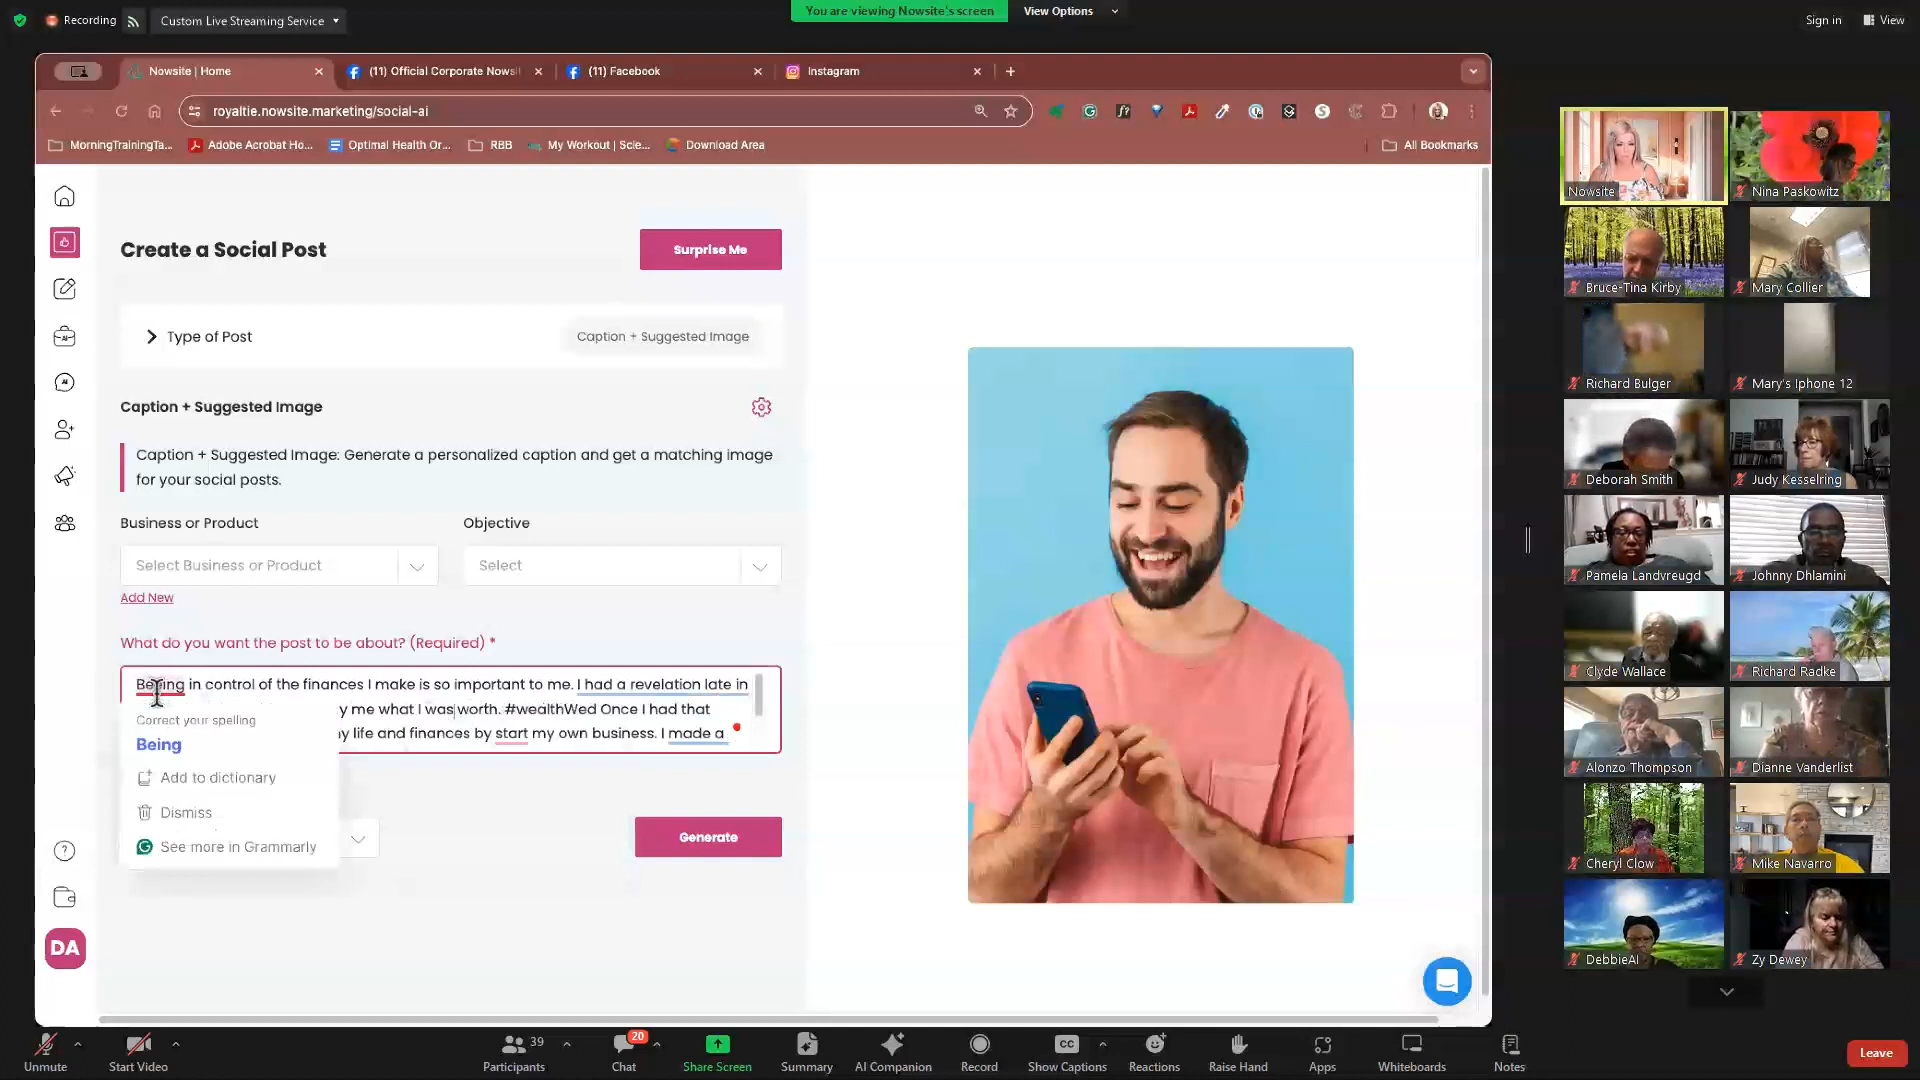 Recording
Custom Live Streaming Service
You are viewing Nowsite's screen
View Options
Sign in
View
Nowsite | Home
(11) Official Corporate Nowsi
(11) Facebook
Instagram
royaltie.nowsite.marketing/social-ai
MorningTrainingTa...
Adobe Acrobat Ho...
Optimal Health Or...
RBB
My Workout | Scie...
Download Area
All Bookmarks
Create a Social Post
Surprise Me
Type of Post
Caption + Suggested Image
Caption + Suggested Image
Caption + Suggested Image: Generate a personalized caption and get a matching image
for your social posts.
Business or Product
Objective
Select Business or Product
Select
Add New
What do you want the post to be about? (Required) *
in control of the finances I make is so important to me. I had a revelation late in
y me what I was worth. #wealthWed Once I had that
y life and finances by start my own business. I made a
Correct your spelling
Being
Add to dictionary
Dismiss
See more in Grammarly
Generate
DA
Nowsite
Nina Paskowitz
Bruce-Tina Kirby
Mary Collier
Richard Bulger
Mary's Iphone 12
Deborah Smith
Judy Kesselring
Pamela Landvreugd
Johnny Dhlamini
Clyde Wallace
Richard Radke
Alonzo Thompson
Dianne Vanderlist
Cheryl Clow
Mike Navarro
DebbieAI
Zy Dewey
Unmute
Start Video
Participants
39
Chat
20
Share Screen
Summary
AI Companion
Record
CC
Show Captions
Reactions
Raise Hand
Apps
Whiteboards
Notes
Leave